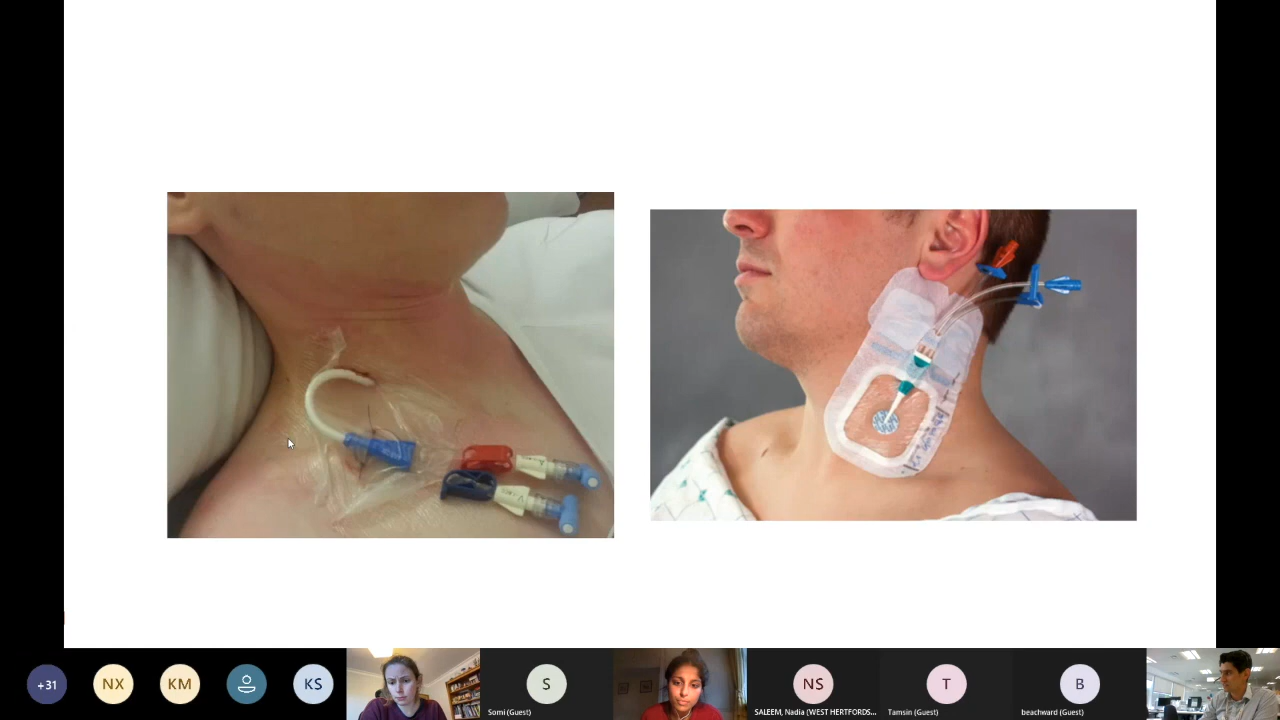 +31
NX
KM
KS
S
Somi (Guest)
NS
SALEEM, Nadia (WEST HERTFORDS...
T
Tamsin (Guest)
B
beachward (Guest)